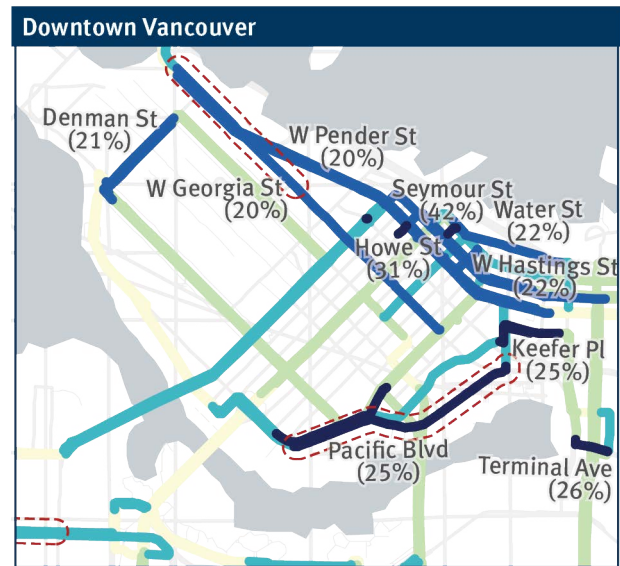 Downtown Vancouver
Denman St
(21%)
W Pender St
(20%)
W Georgia St
(20%)
Seymour St
(42%)
Water St
(22%)
Howe St
(31%)
W Hastings St
(22%)
Keefer Pl
(25%)
Pacific Blvd
(25%)
Terminal Ave
(26%)